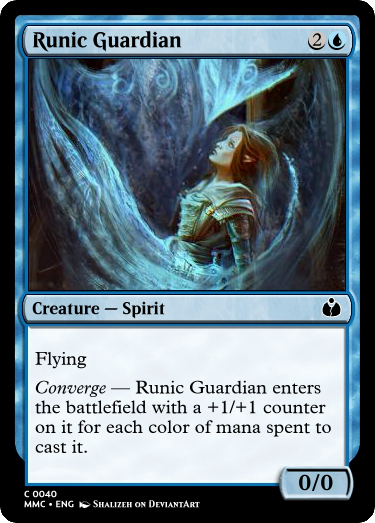 Runic Guardian 2
Creature — Spirit
Flying
Converge — Runic Guardian enters
the battlefield with a +1/+1 counter
on it for each color of mana spent to
cast it.
0/0
C 0040
MMC • ENG Shalizeh on DeviantArt